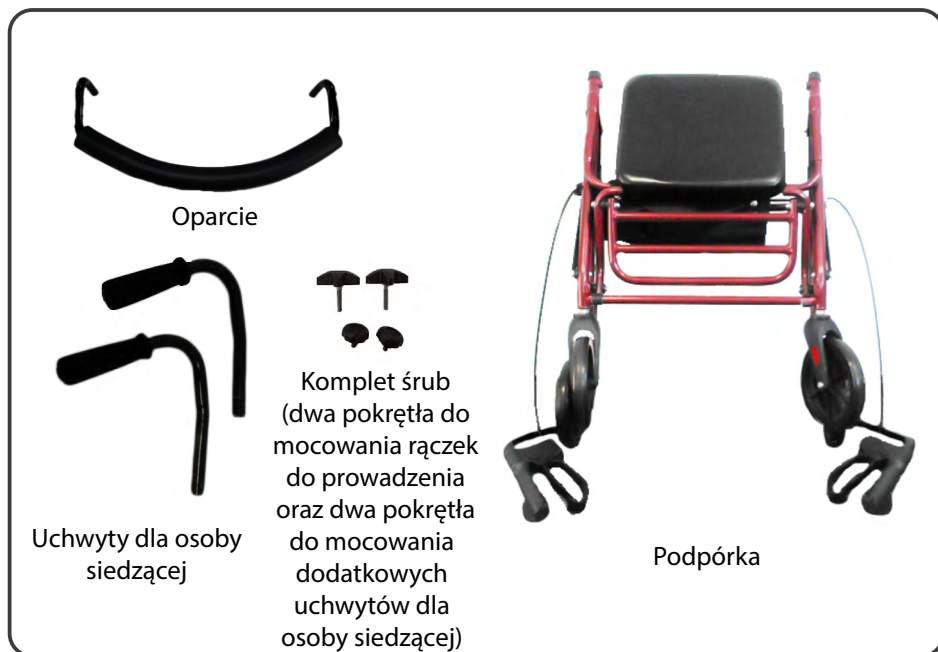 Oparcie
Uchwyty dla osoby
siedzącej
Komplet śrub
(dwa pokrętła do
mocowania rączek
do prowadzenia
oraz dwa pokrętła
do mocowania
dodatkowych
uchwytów dla
osoby siedzącej)
Podpórka